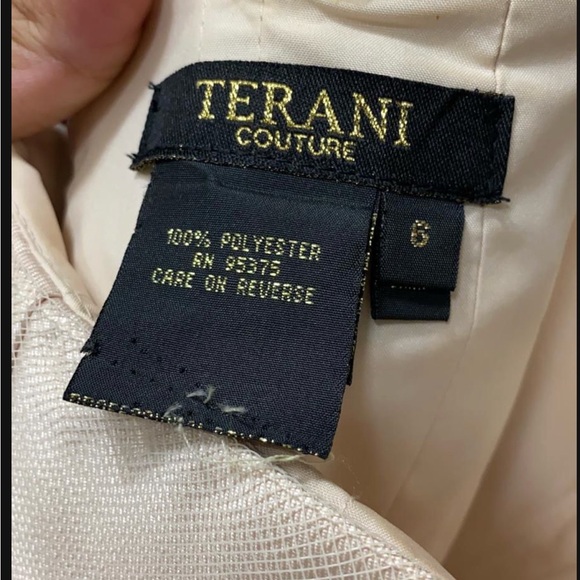 TERANI
COUTURE
6
100% POLYESTER
RN 95375
CARE ON REVERSE